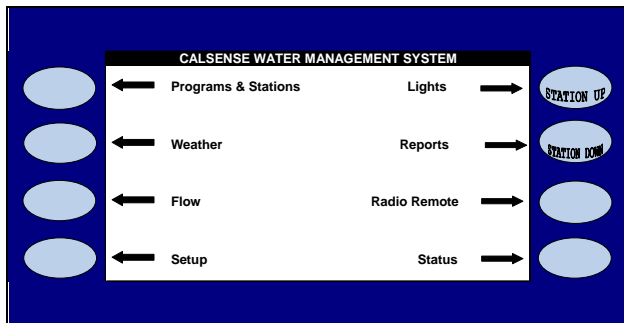 CALSENSE WATER MANAGEMENT SYSTEM
Programs & Stations Lights STATION UP
Weather Reports STATION DOWN
Flow Radio Remote
Setup Status